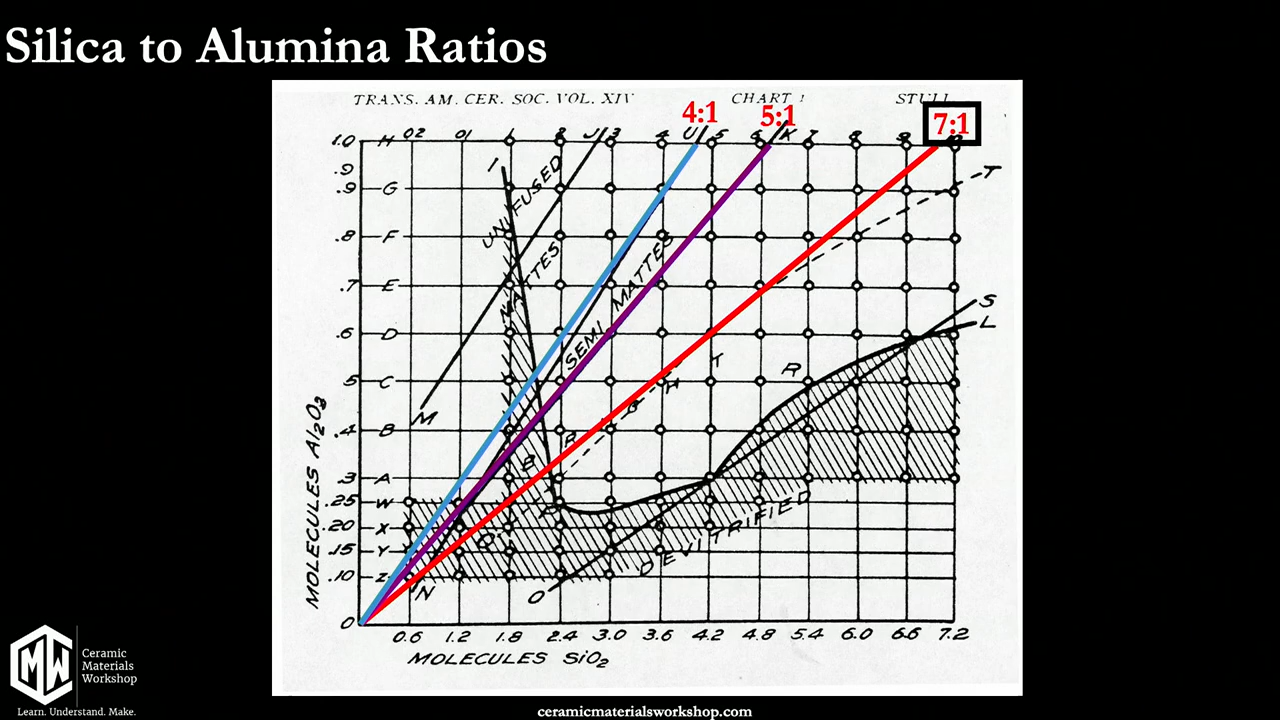 Silica to Alumina Ratios
TRANS. AM. CER. SOC. VOL. XIV CHART 1 STULL
4:1 5:1 7:1
1.0 H 02 01 1 2 J 3 4 U 5 6 K 7 8 9
.9
T
.9 G
T
UNFUSED
.8 F
MATTES
SEMI MATTES
.7 E
S
L
.6 D
.5 C
B R I G H T
R
M
.4 B
.3 A
.25 W
.20 X
.15 Y
.10 Z
DEVITRIFIED
N
O
0
MOLECULES Al2O3
0.6 1.2 1.8 2.4 3.0 3.6 4.2 4.8 5.4 6.0 6.6 7.2
MOLECULES SiO2
MW
Ceramic
Materials
Workshop
Learn. Understand. Make.
ceramicmaterialsworkshop.com